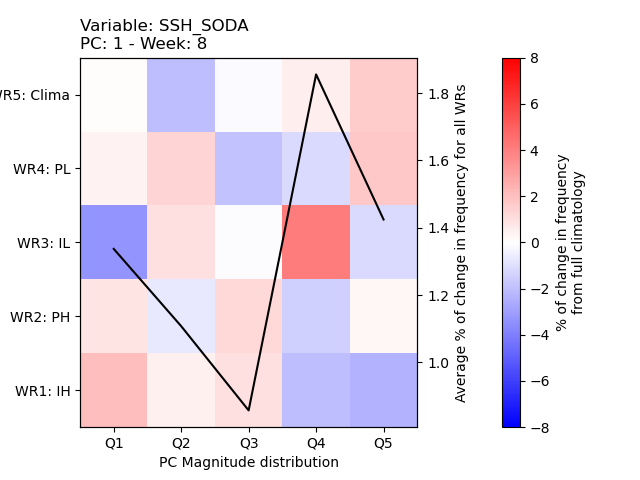 Variable: SSH_SODA
PC: 1 - Week: 8
WR5: Clima
WR4: PL
WR3: IL
WR2: PH
WR1: IH
Q1 Q2 Q3 Q4 Q5
PC Magnitude distribution
1.8
1.6
1.4
1.2
1.0
Average % of change in frequency for all WRs
8
6
4
2
0
−2
−4
−6
−8
% of change in frequency
from full climatology